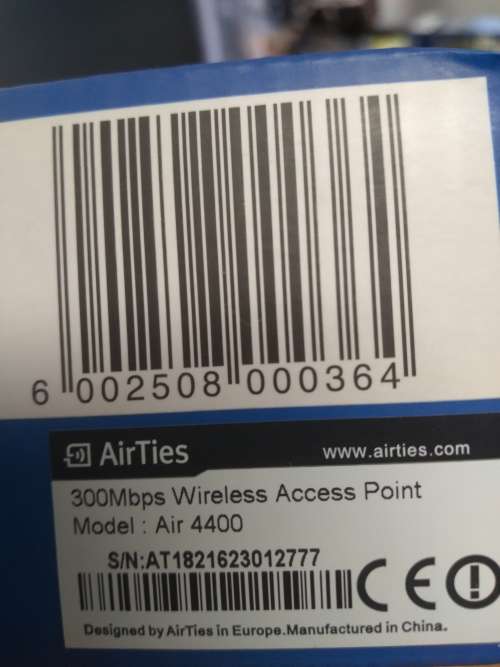 6 002508 000364
AirTies www.airties.com
300Mbps Wireless Access Point
Model : Air 4400
S/N:AT1821623012777
CE
Designed by AirTies in Europe.Manufactured in China.